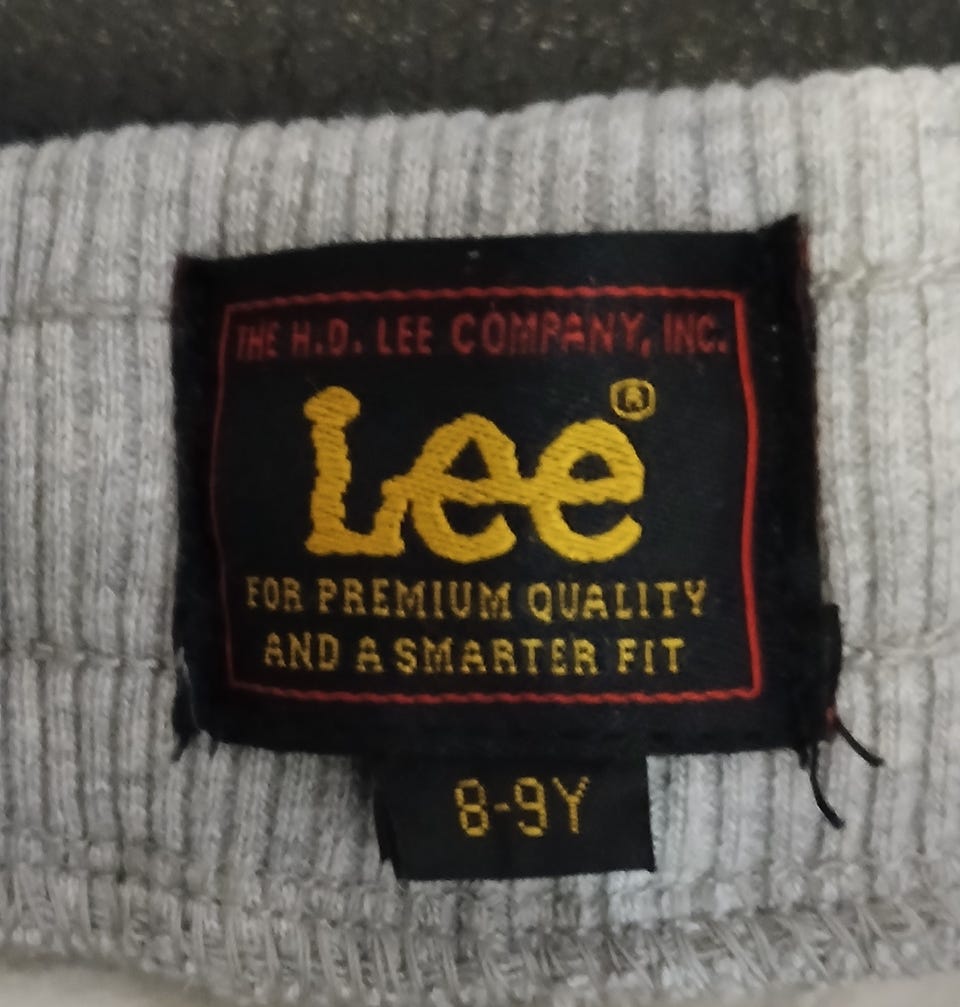 THE H.D. LEE COMPANY, INC.
Lee®
FOR PREMIUM QUALITY
AND A SMARTER FIT
8-9Y